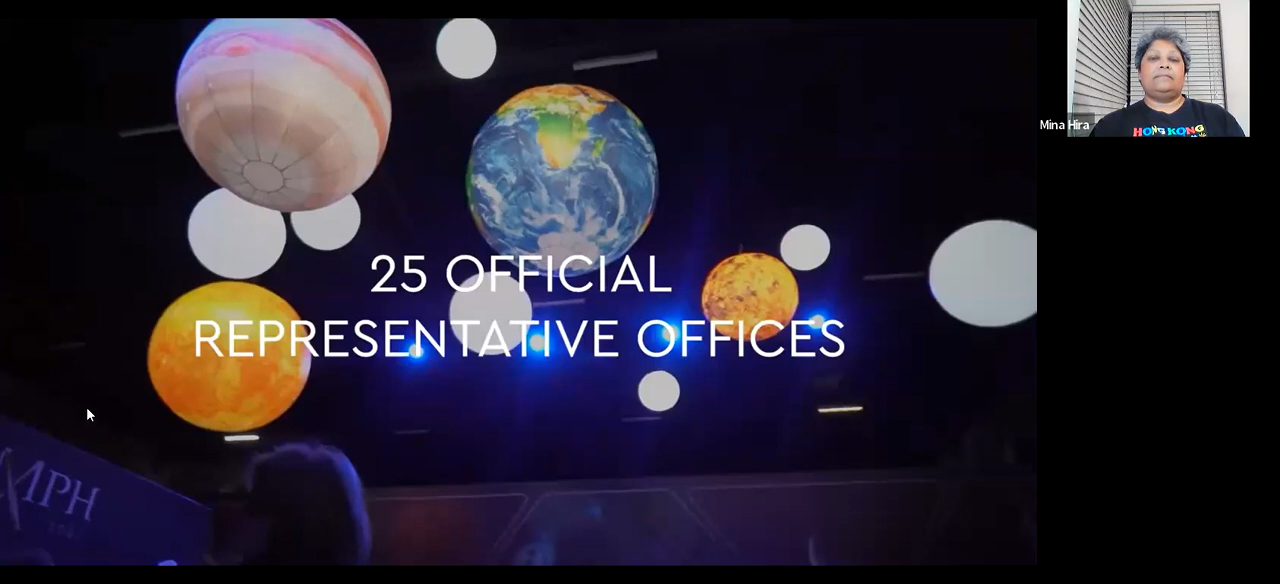 25 OFFICIAL
REPRESENTATIVE OFFICES
Mina Hira
HONG KONG